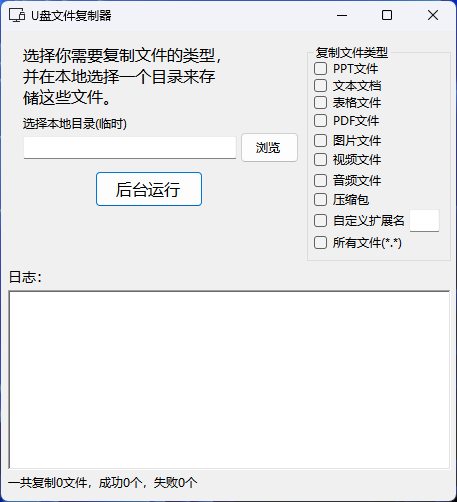 U盘文件复制器
选择你需要复制文件的类型，
并在本地选择一个目录来存
储这些文件。
选择本地目录(临时)
浏览
后台运行
复制文件类型
PPT文件
文本文档
表格文件
PDF文件
图片文件
视频文件
音频文件
压缩包
自定义扩展名
所有文件(*.*)
日志：
一共复制0文件，成功0个，失败0个